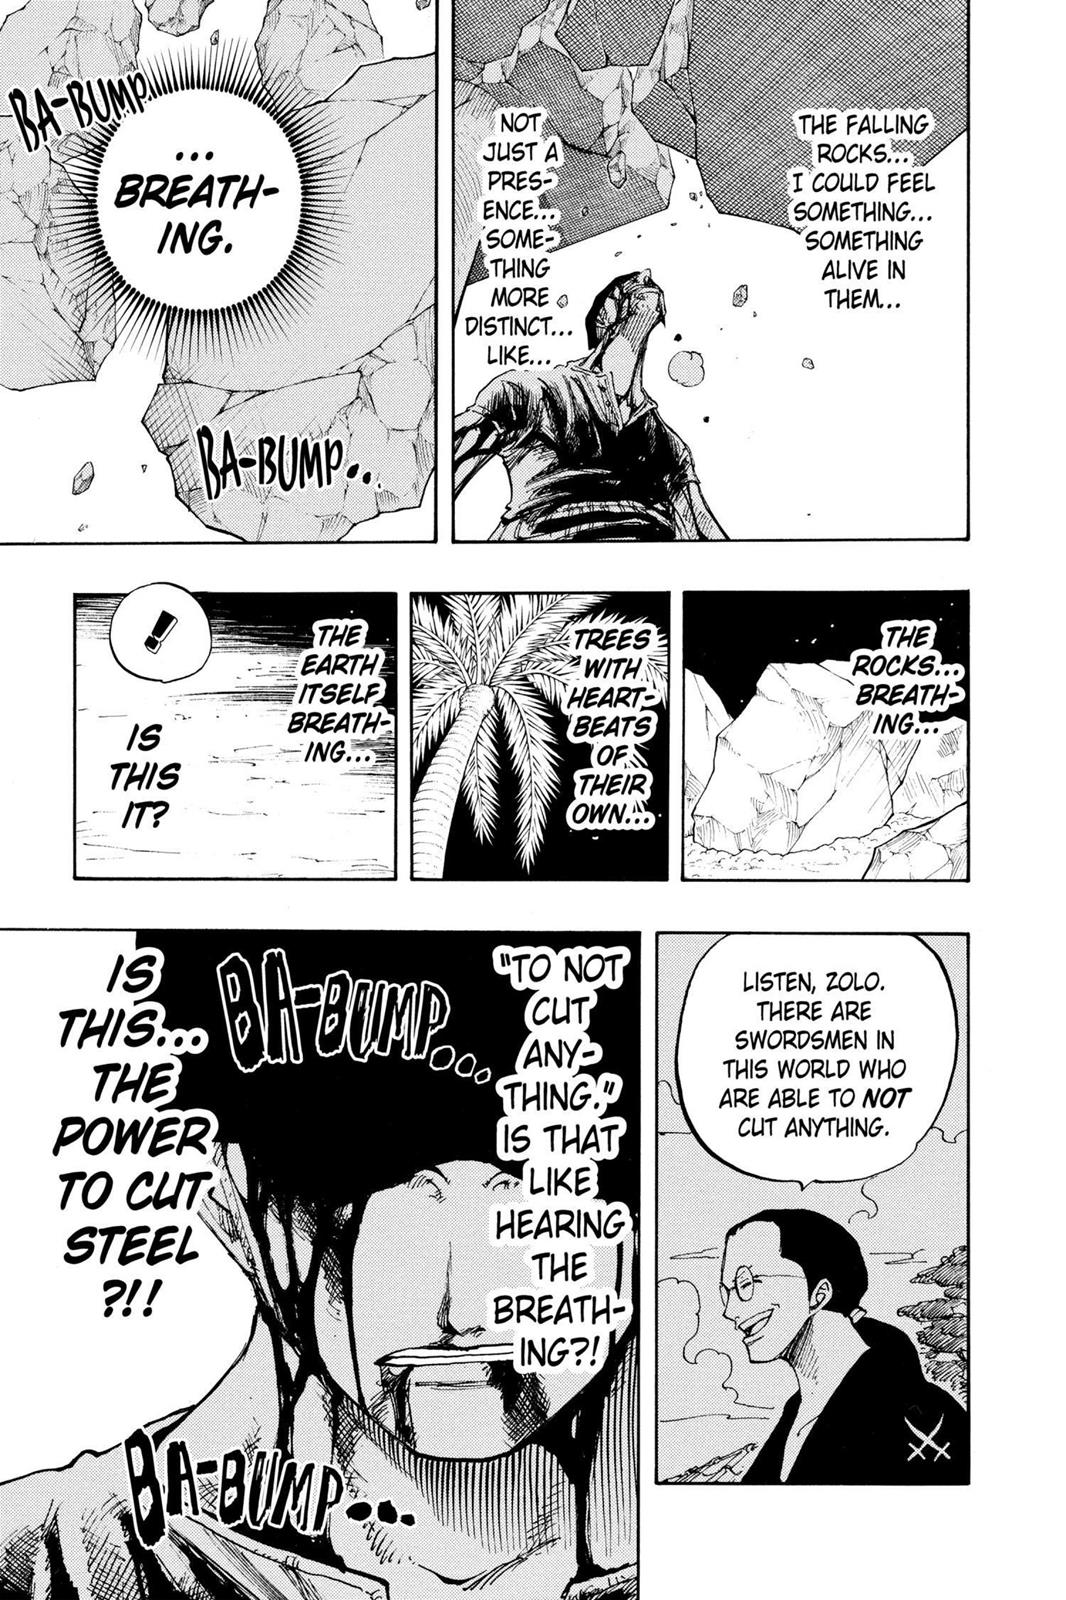 THE FALLING
ROCKS...
I COULD FEEL
SOMETHING...
SOMETHING
ALIVE IN
THEM...
NOT
JUST A
PRES-
ENCE...
SOME-
THING
MORE
DISTINCT...
LIKE...
BA-BUMP...
...
BREATH-
ING.
BA-BUMP...
THE
ROCKS...
BREATH-
ING...
TREES
WITH
HEART-
BEATS
OF
THEIR
OWN...
THE
EARTH
ITSELF
BREATH-
ING...
!
IS
THIS
IT?
LISTEN, ZOLO.
THERE ARE
SWORDSMEN IN
THIS WORLD WHO
ARE ABLE TO NOT
CUT ANYTHING.
"TO NOT
CUT
ANY-
THING."
IS THAT
LIKE
HEARING
THE
BREATH-
ING?!
BA-BUMP...
IS
THIS...
THE
POWER
TO CUT
STEEL
?!!
BA-BUMP...